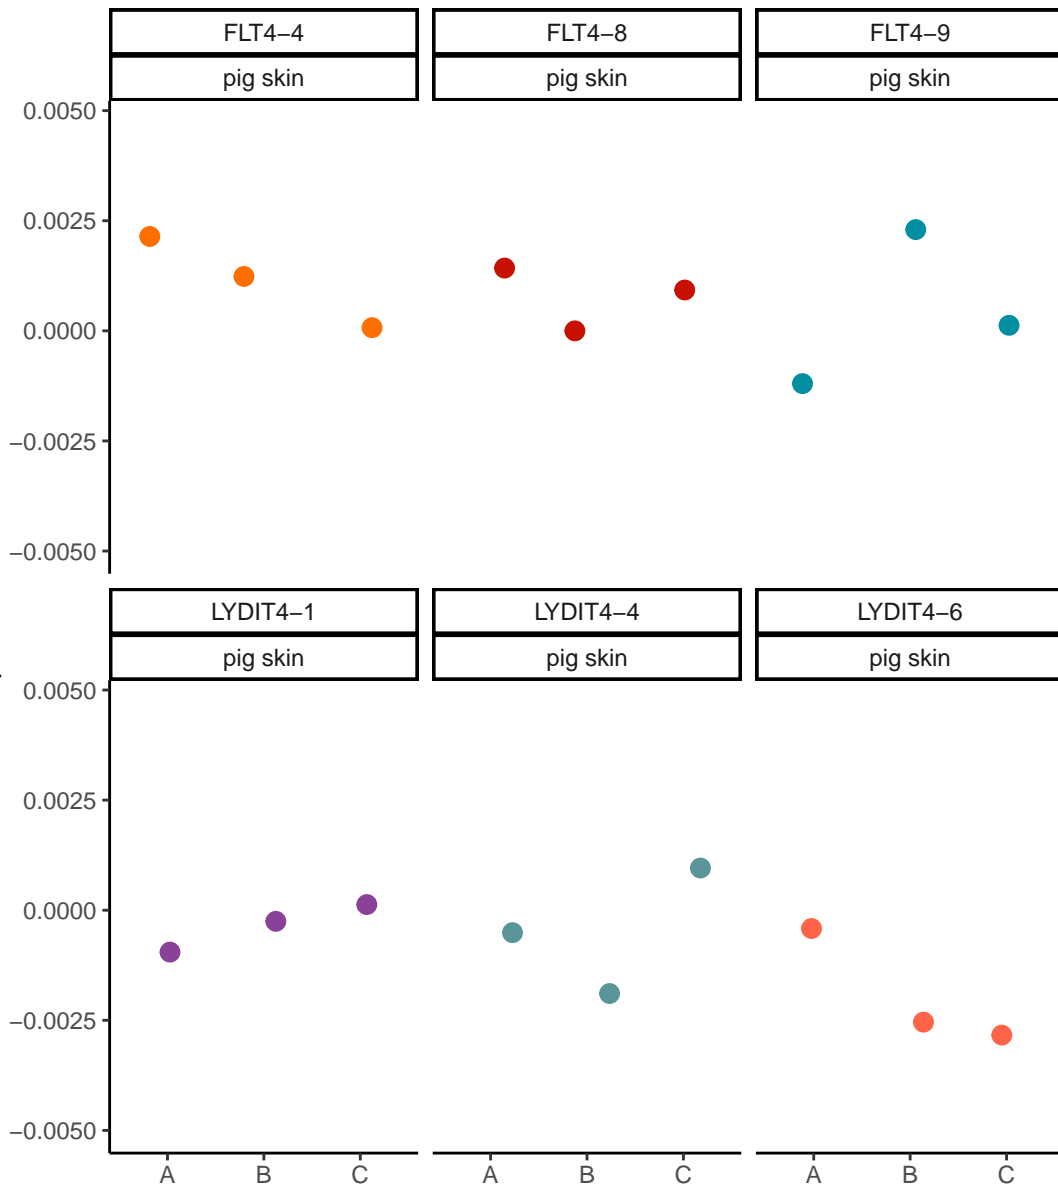 FLT4–4 FLT4–8 FLT4–9
pig skin pig skin pig skin
0.0050
0.0025
0.0000
−0.0025
−0.0050
LYDIT4–1 LYDIT4–4 LYDIT4–6
pig skin pig skin pig skin
0.0050
0.0025
0.0000
−0.0025
−0.0050
A B C A B C A B C